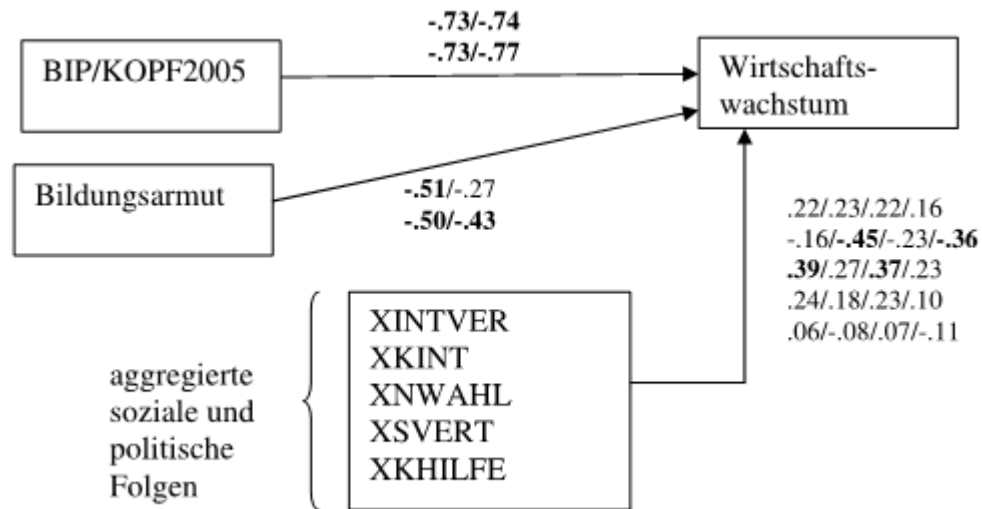 -.73/-.74
-.73/-.77
BIP/KOPF2005
Wirtschafts-
wachstum
Bildungsarmut
-.51/-.27
-.50/-.43
.22/.23/.22/.16
-.16/-.45/-.23/-.36
.39/.27/.37/.23
.24/.18/.23/.10
.06/-.08/.07/-.11
aggregierte
soziale und
politische
Folgen
XINTVER
XKINT
XNWAHL
XSVERT
XKHILFE